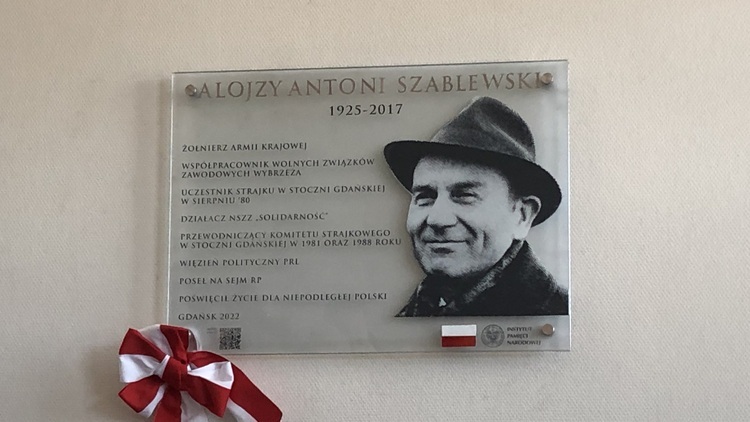 ALOJZY ANTONI SZABLEWSKI
1925-2017
ŻOŁNIERZ ARMII KRAJOWEJ
WSPÓŁPRACOWNIK WOLNYCH ZWIĄZKÓW
ZAWODOWYCH WYBRZEŻA
UCZESTNIK STRAJKU W STOCZNI GDAŃSKIEJ
W SIERPNIU '80
DZIAŁACZ NSZZ „SOLIDARNOŚĆ"
PRZEWODNICZĄCY KOMITETU STRAJKOWEGO
W STOCZNI GDAŃSKIEJ W 1981 ORAZ 1988 ROKU
WIĘZIEŃ POLITYCZNY PRL
POSEŁ NA SEJM RP
POŚWIĘCIŁ ŻYCIE DLA NIEPODLEGŁEJ POLSKI
GDAŃSK 2022
INSTYTUT
PAMIĘCI
NARODOWEJ